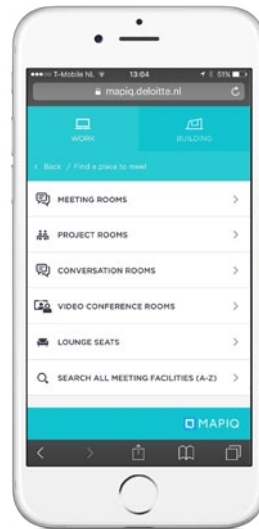 T-Mobile NL 13:04 51%
mapiq.deloitte.nl
WORK BUILDING
< Back / Find a place to meet
MEETING ROOMS
PROJECT ROOMS
CONVERSATION ROOMS
VIDEO CONFERENCE ROOMS
LOUNGE SEATS
SEARCH ALL MEETING FACILITIES (A-Z)
MAPIQ